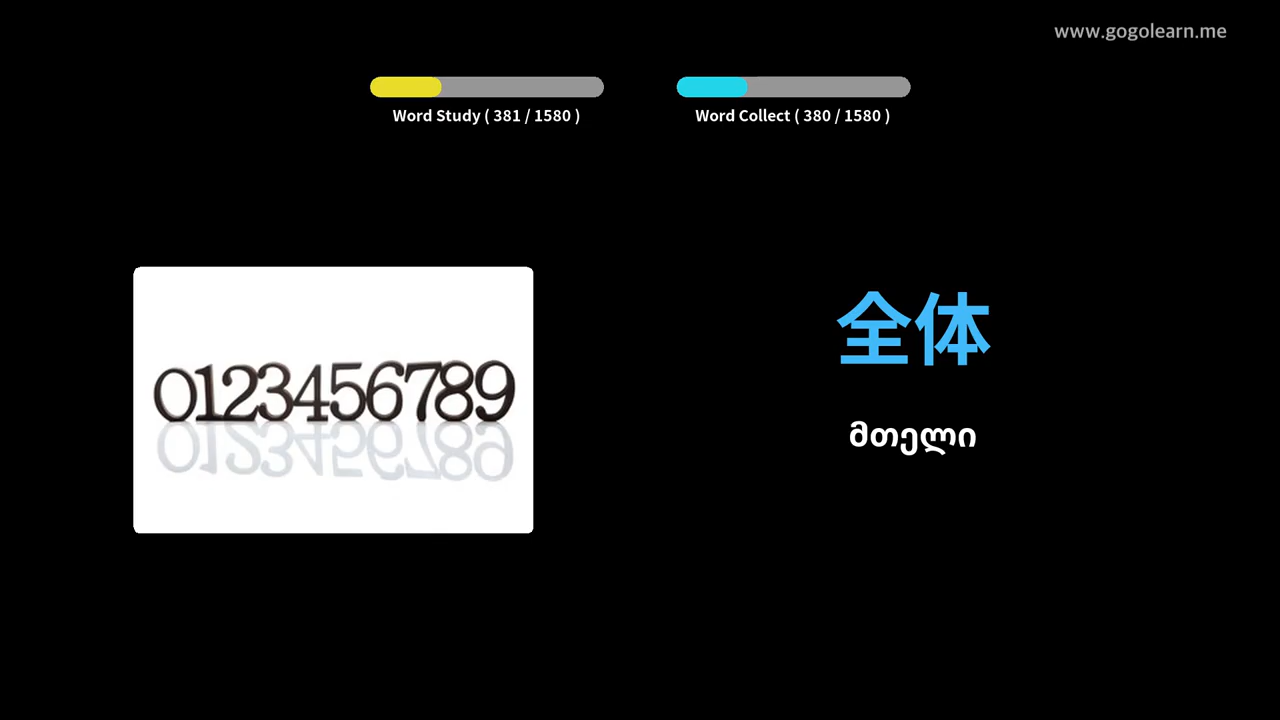 www.gogolearn.me
Word Study ( 381 / 1580 )
Word Collect ( 380 / 1580 )
0123456789
全体
მთელი